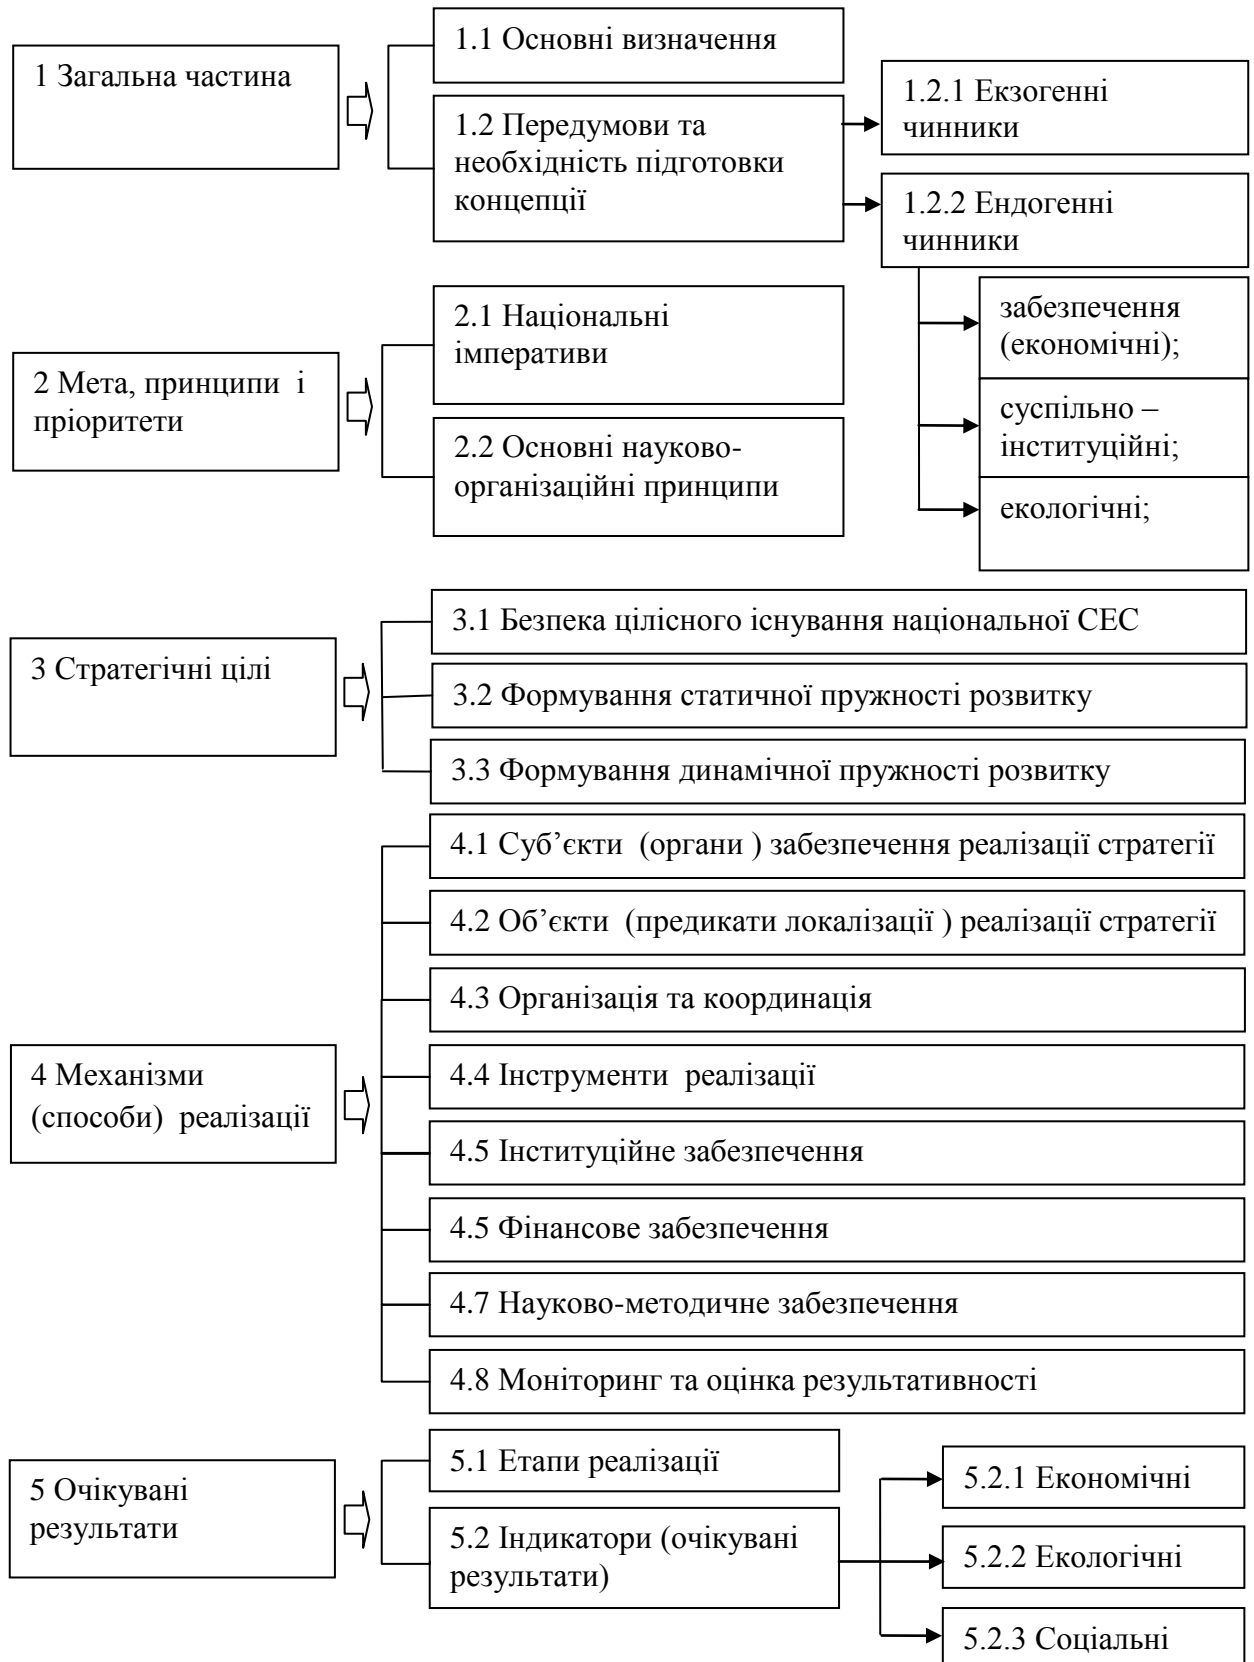 1 Загальна частина
1.1 Основні визначення
1.2 Передумови та
необхідність підготовки
концепції
1.2.1 Екзогенні
чинники
1.2.2 Ендогенні
чинники
забезпечення
(економічні);
суспільно –
інституційні;
екологічні;
2 Мета, принципи і
пріоритети
2.1 Національні
імперативи
2.2 Основні науково-
організаційні принципи
3 Стратегічні цілі
3.1 Безпека цілісного існування національної СЕС
3.2 Формування статичної пружності розвитку
3.3 Формування динамічної пружності розвитку
4 Механізми
(способи) реалізації
4.1 Суб’єкти (органи ) забезпечення реалізації стратегії
4.2 Об’єкти (предикати локалізації ) реалізації стратегії
4.3 Організація та координація
4.4 Інструменти реалізації
4.5 Інституційне забезпечення
4.5 Фінансове забезпечення
4.7 Науково-методичне забезпечення
4.8 Моніторинг та оцінка результативності
5 Очікувані
результати
5.1 Етапи реалізації
5.2 Індикатори (очікувані
результати)
5.2.1 Економічні
5.2.2 Екологічні
5.2.3 Соціальні